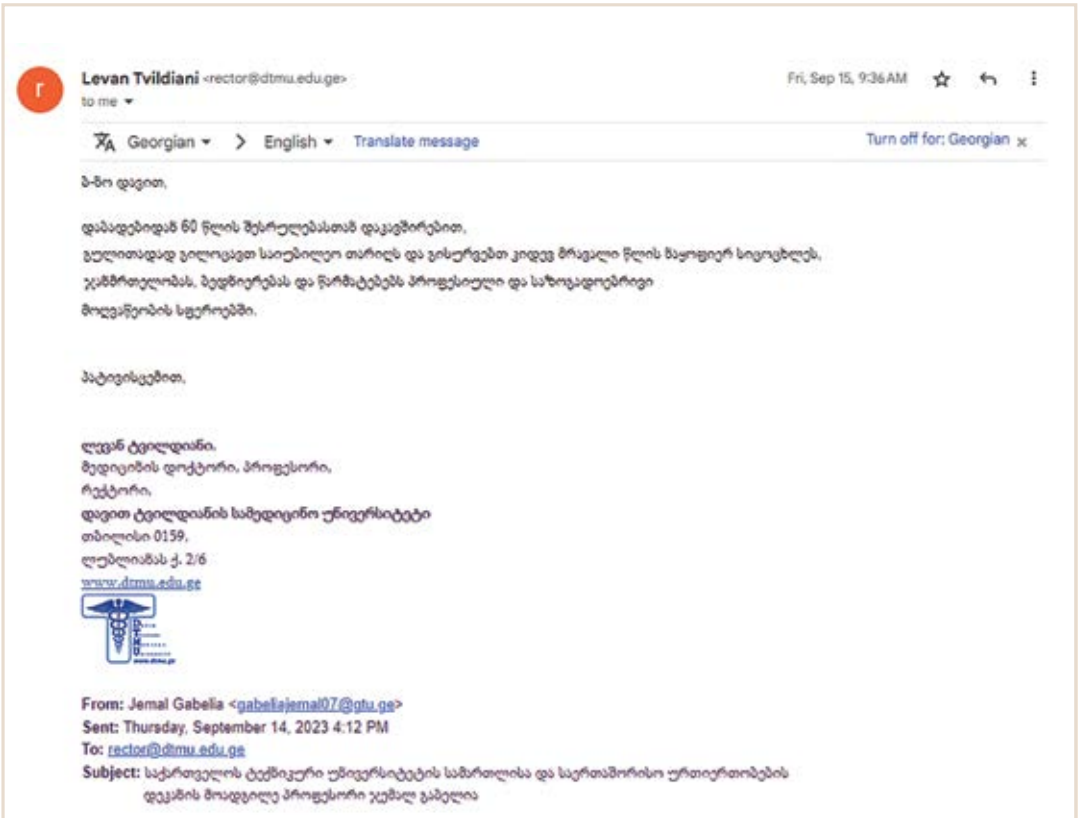 r
Levan Tvildiani <rector@dtmu.edu.ge>
Fri, Sep 15, 9:36 AM
to me
Georgian > English Translate message
Turn off for: Georgian x
ბ-ნო დავით,
დაბადებიდან 60 წლის შესრულებასთან დაკავშირებით,
გულითადად გილოცავთ საიუბილეო თარიღს და გისურვებთ კიდევ მრავალი წლის ნაყოფიერ სიცოცხლეს,
ჯანმრთელობას, ბედნიერებას და წარმატებებს პროფესიული და საზოგადოებრივი
მოღვაწეობის სფეროებში.
პატივისცემით,
ლევან ტვილდიანი,
მედიცინის დოქტორი, პროფესორი,
რექტორი,
დავით ტვილდიანის სამედიცინო უნივერსიტეტი
თბილისი 0159,
ლუბლიანას ქ. 2/6
www.dtmu.edu.ge
www.dtmu.ge
From: Jemal Gabelia <gabeliajemal07@gtu.ge>
Sent: Thursday, September 14, 2023 4:12 PM
To: rector@dtmu.edu.ge
Subject: საქართველოს ტექნიკური უნივერსიტეტის სამართლისა და საერთაშორისო ურთიერთობების
დეკანის მოადგილე პროფესორი ჯემალ გაბელია